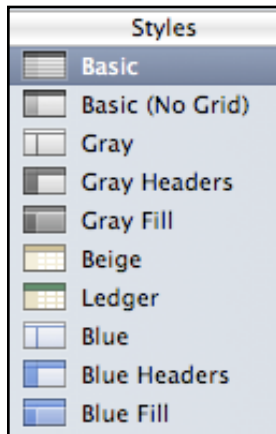 Styles
Basic
Basic (No Grid)
Gray
Gray Headers
Gray Fill
Beige
Ledger
Blue
Blue Headers
Blue Fill